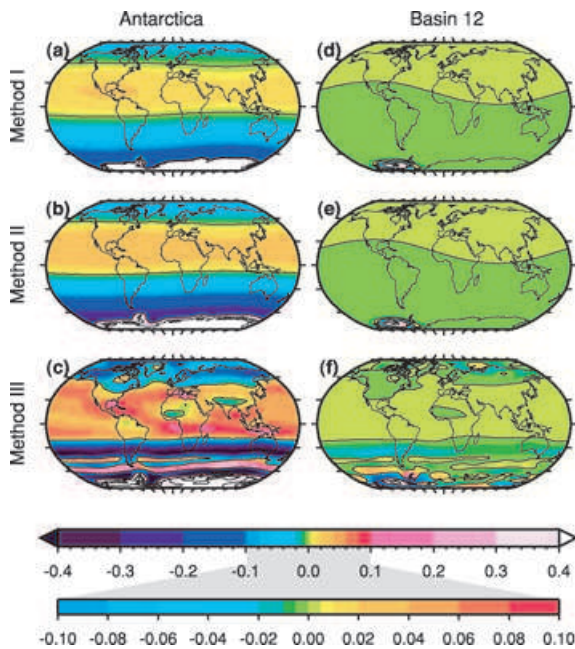 Antarctica
Basin 12
Method I
(a)
(d)
Method II
(b)
(e)
Method III
(c)
(f)
-0.4 -0.3 -0.2 -0.1 0.0 0.1 0.2 0.3 0.4
-0.10 -0.08 -0.06 -0.04 -0.02 0.00 0.02 0.04 0.06 0.08 0.10